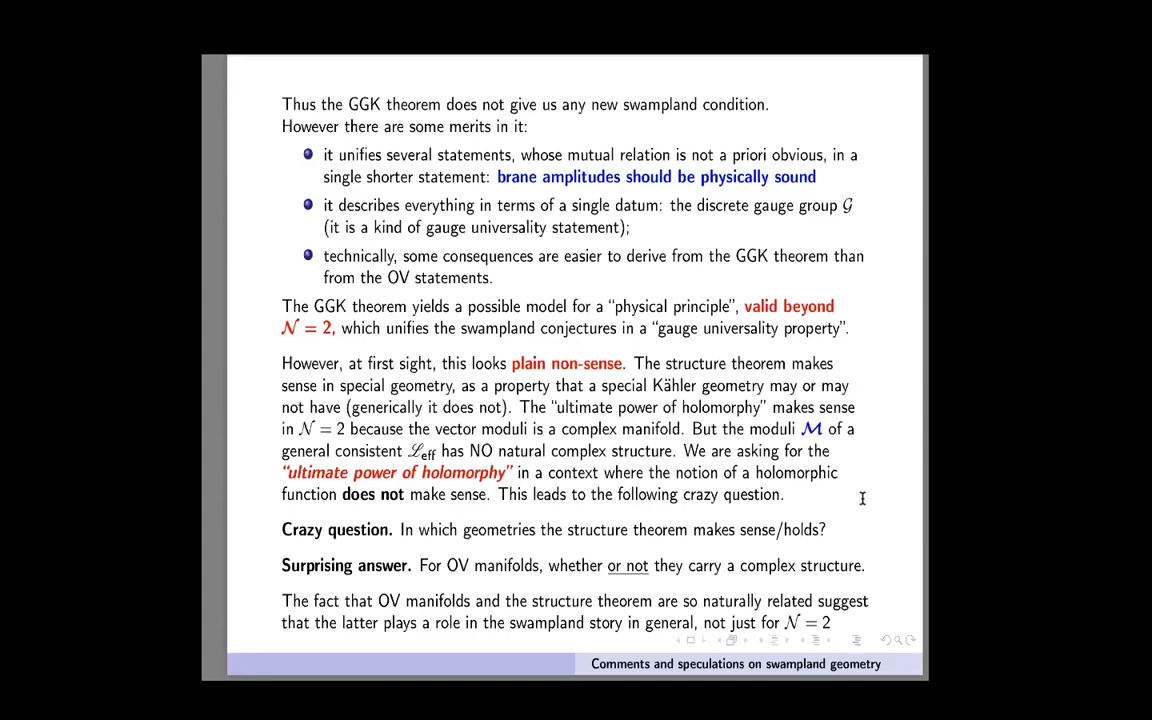 Thus the GGK theorem does not give us any new swampland condition.
However there are some merits in it:
it unifies several statements, whose mutual relation is not a priori obvious, in a
single shorter statement: brane amplitudes should be physically sound
it describes everything in terms of a single datum: the discrete gauge group 𝒢
(it is a kind of gauge universality statement);
technically, some consequences are easier to derive from the GGK theorem than
from the OV statements.
The GGK theorem yields a possible model for a “physical principle”, valid beyond
𝒩 = 2, which unifies the swampland conjectures in a “gauge universality property”.
However, at first sight, this looks plain non-sense. The structure theorem makes
sense in special geometry, as a property that a special Kähler geometry may or may
not have (generically it does not). The “ultimate power of holomorphy” makes sense
in 𝒩 = 2 because the vector moduli is a complex manifold. But the moduli ℳ of a
general consistent ℒeff has NO natural complex structure. We are asking for the
“ultimate power of holomorphy” in a context where the notion of a holomorphic
function does not make sense. This leads to the following crazy question.
Crazy question. In which geometries the structure theorem makes sense/holds?
Surprising answer. For OV manifolds, whether or not they carry a complex structure.
The fact that OV manifolds and the structure theorem are so naturally related suggest
that the latter plays a role in the swampland story in general, not just for 𝒩 = 2
Comments and speculations on swampland geometry